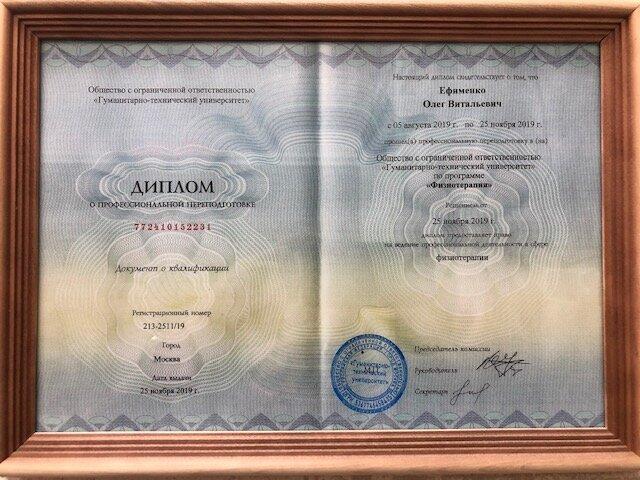 Общество с ограниченной ответственностью
«Гуманитарно-технический университет»
ДИПЛОМ
О ПРОФЕССИОНАЛЬНОЙ ПЕРЕПОДГОТОВКЕ
772410152231
Документ о квалификации
Регистрационный номер
213-2511/19
Город
Москва
Дата выдачи
25 ноября 2019 г.
Настоящий диплом свидетельствует о том, что
Ефименко
Олег Витальевич
с 05 августа 2019 г. по 25 ноября 2019 г.
прошел(а) профессиональную переподготовку в (на)
Общество с ограниченной ответственностью
«Гуманитарно-технический университет»
по программе
«Физиотерапия»
Решением от
25 ноября 2019 г.
диплом предоставляет право
на ведение профессиональной деятельности в сфере
физиотерапии
Председатель комиссии
Руководитель
Секретарь
«Гуманитарно-
технический
университет»
М.П.